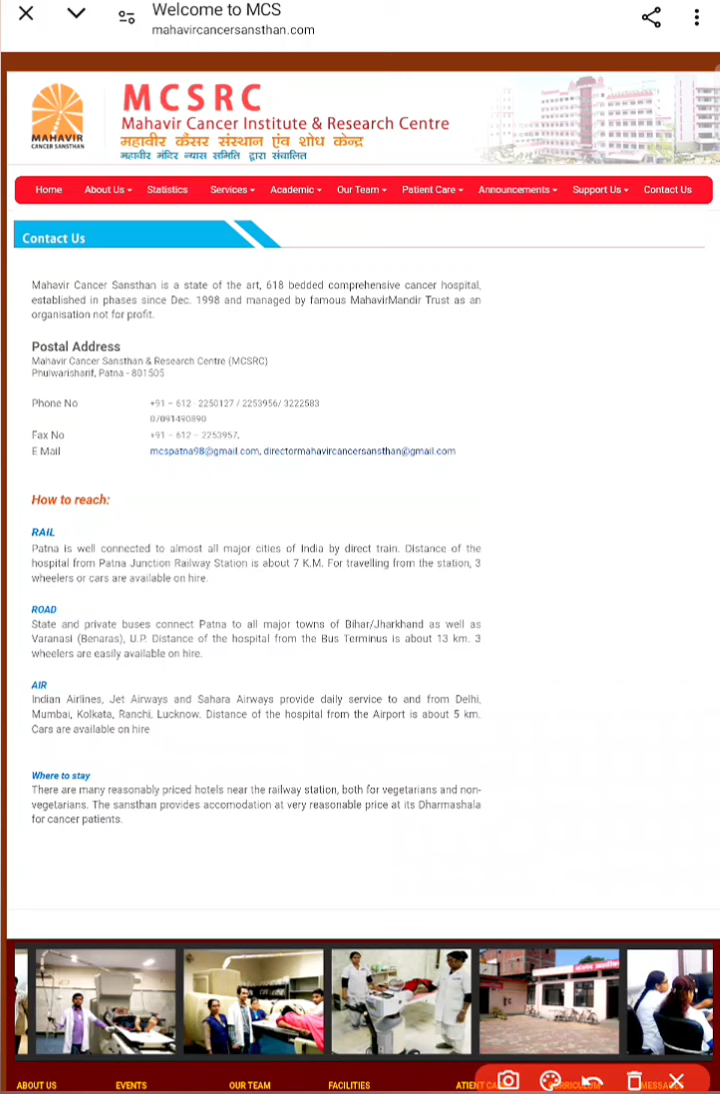 Welcome to MCS
mahavircancersansthan.com
MAHAVIR
CANCER SANSTHAN
MCSRC
Mahavir Cancer Institute & Research Centre
महावीर कैंसर संस्थान एंव शोध केन्द्र
महावीर मंदिर न्यास समिति द्वारा संचालित
Home About Us Statistics Services Academic Our Team Patient Care Announcements Support Us Contact Us
Contact Us
Mahavir Cancer Sansthan is a state of the art, 618 bedded comprehensive cancer hospital,
established in phases since Dec. 1998 and managed by famous MahavirMandir Trust as an
organisation not for profit.
Postal Address
Mahavir Cancer Sansthan & Research Centre (MCSRC)
Phulwarisharif, Patna - 801505
Phone No +91 – 612 - 2250127 / 2253956/ 3222583
07091490890
Fax No +91 – 612 – 2253957,
E Mail mcspatna98@gmail.com, directormahavircancersansthan@gmail.com
How to reach:
RAIL
Patna is well connected to almost all major cities of India by direct train. Distance of the
hospital from Patna Junction Railway Station is about 7 K.M. For travelling from the station, 3
wheelers or cars are available on hire.
ROAD
State and private buses connect Patna to all major towns of Bihar/Jharkhand as well as
Varanasi (Benaras), U.P. Distance of the hospital from the Bus Terminus is about 13 km. 3
wheelers are easily available on hire.
AIR
Indian Airlines, Jet Airways and Sahara Airways provide daily service to and from Delhi,
Mumbai, Kolkata, Ranchi, Lucknow. Distance of the hospital from the Airport is about 5 km.
Cars are available on hire
Where to stay
There are many reasonably priced hotels near the railway station, both for vegetarians and non-
vegetarians. The sansthan provides accomodation at very reasonable price at its Dharmashala
for cancer patients.
ABOUT US EVENTS OUR TEAM FACILITIES